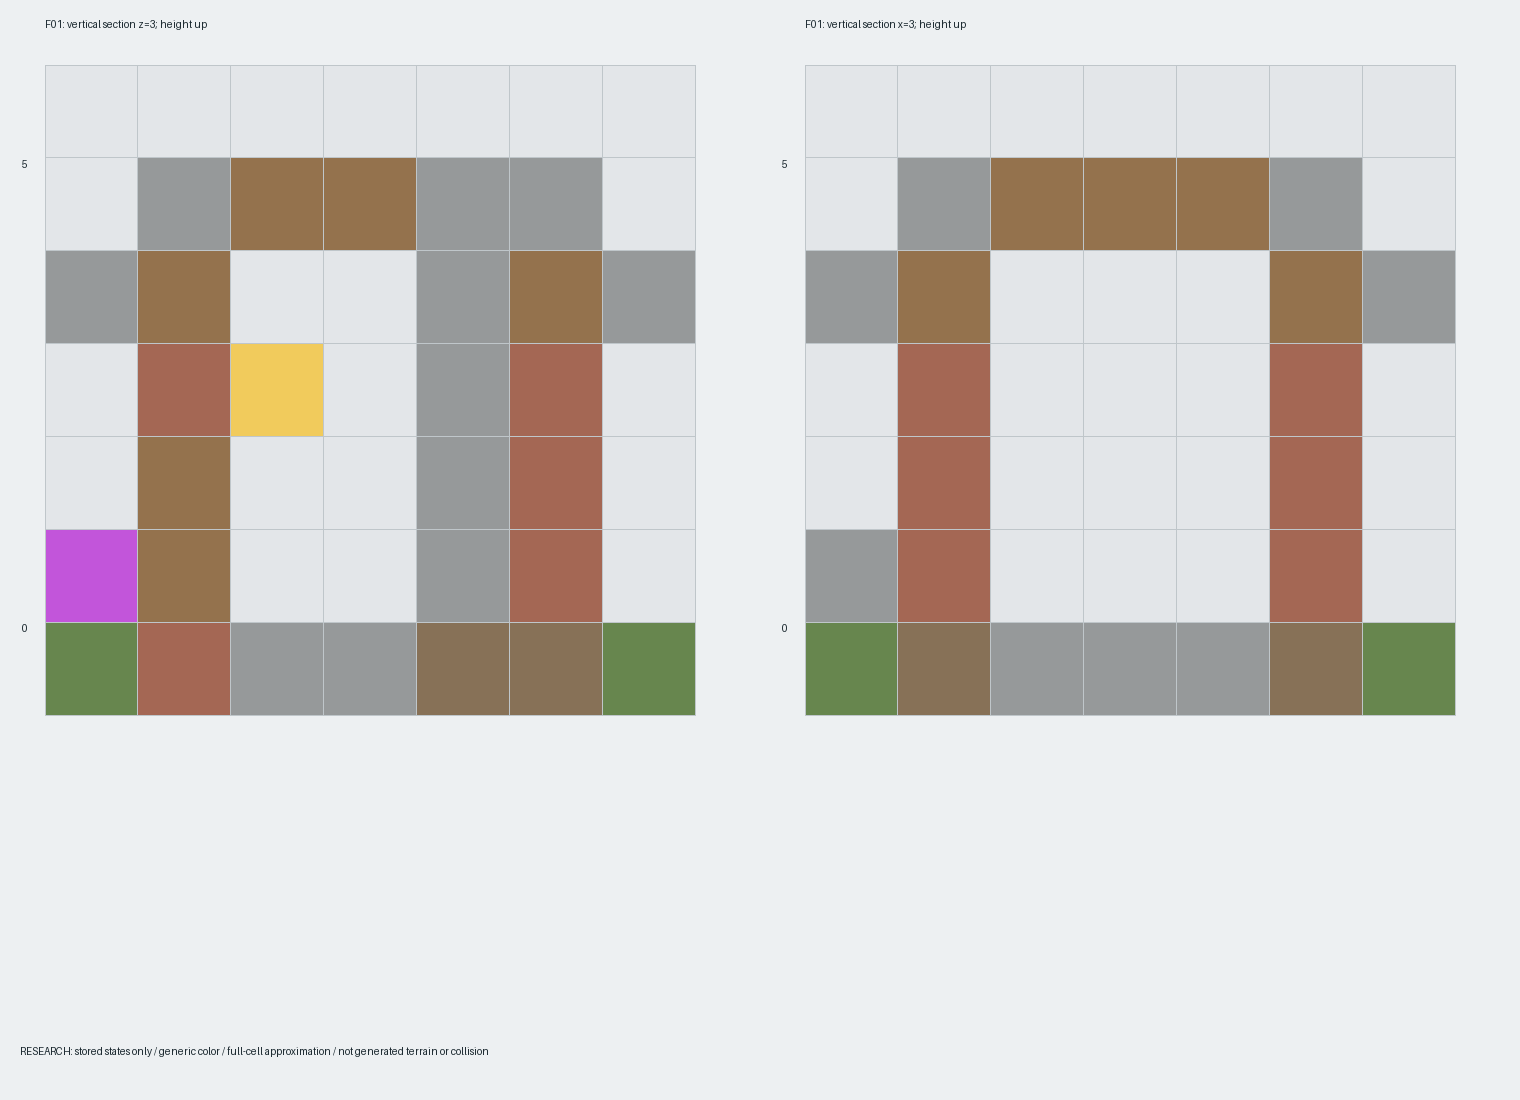 F01: vertical section z=3; height up
F01: vertical section x=3; height up
5
5
0
0
RESEARCH: stored states only / generic color / full-cell approximation / not generated terrain or collision